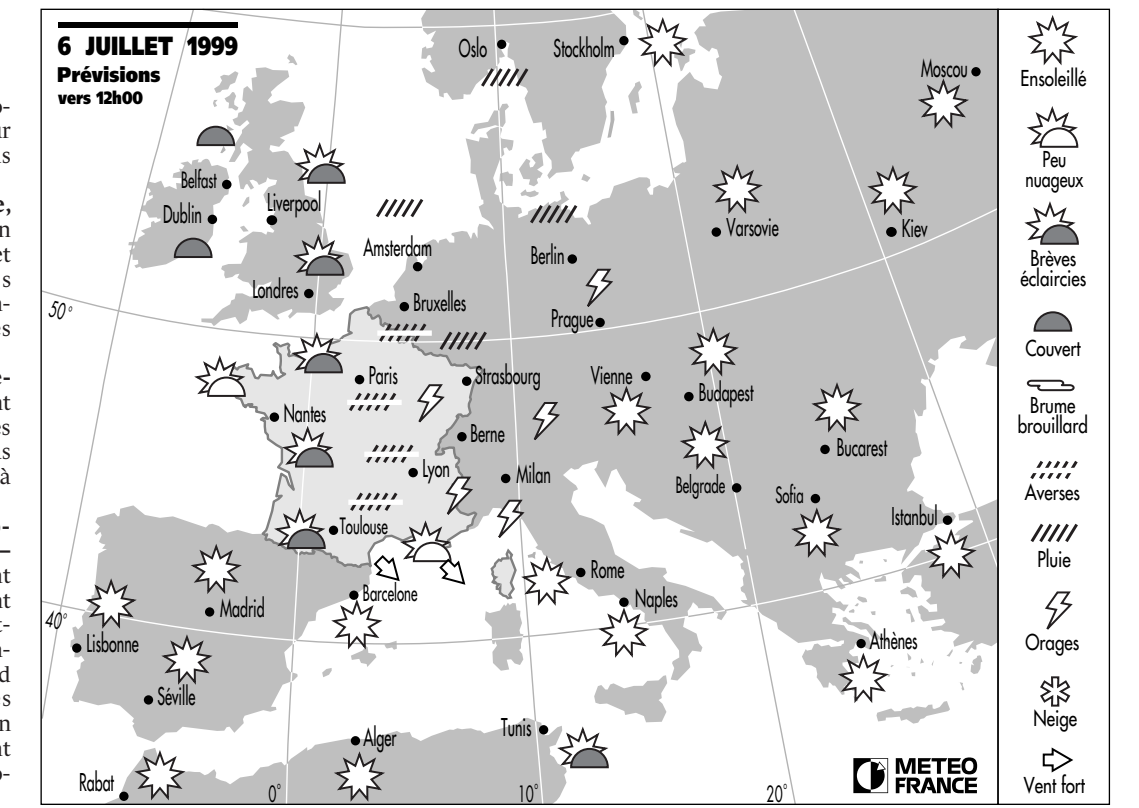 6 JUILLET 1999
Prévisions
vers 12h00
Oslo
Stockholm
Moscou
Belfast
Dublin
Liverpool
Varsovie
Kiev
Amsterdam
Berlin
Londres
Bruxelles
50°
Prague
Paris
Strasbourg
Vienne
Budapest
Nantes
Berne
Bucarest
Lyon
Milan
Belgrade
Sofia
Istanbul
Toulouse
Rome
Barcelone
Naples
Madrid
40°
Lisbonne
Athènes
Séville
Alger
Tunis
Rabat
0°
10°
20°
METEO
FRANCE
Ensoleillé
Peu
nuageux
Brèves
éclaircies
Couvert
Brume
brouillard
Averses
Pluie
Orages
Neige
Vent fort